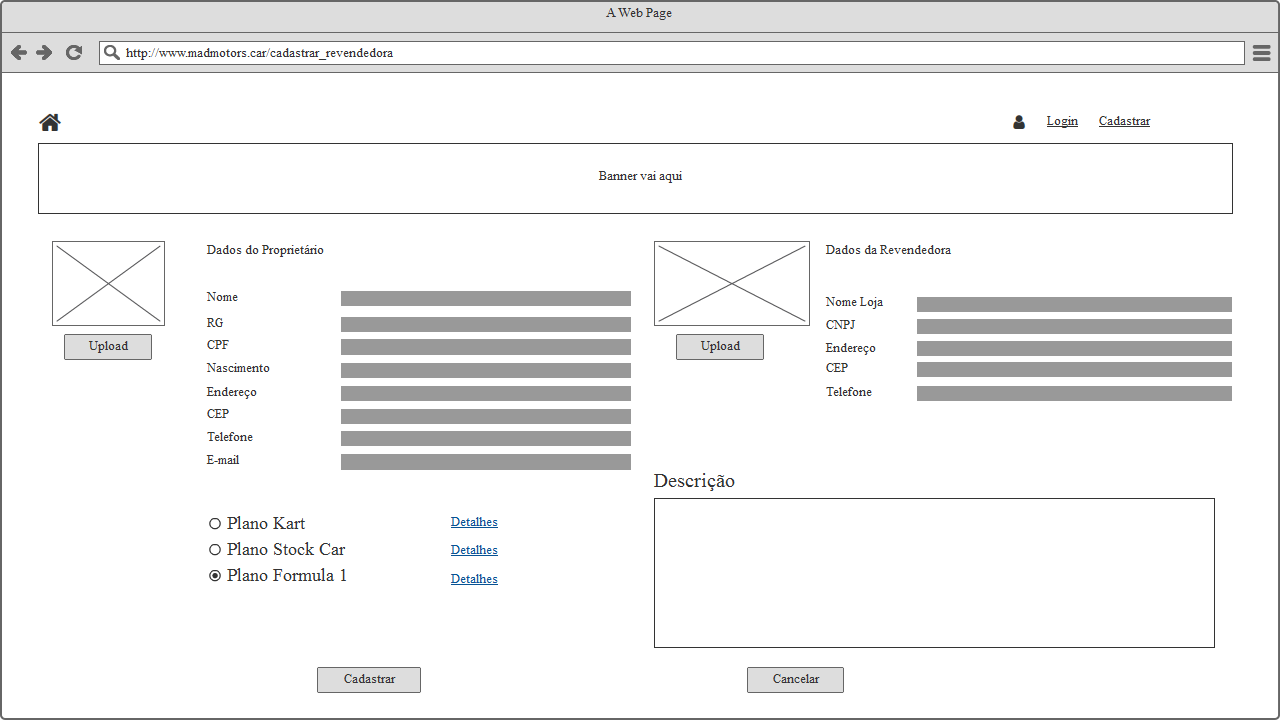 A Web Page
http://www.madmotors.car/cadastrar_revendedora
Login
Cadastrar
Banner vai aqui
Dados do Proprietário
Nome
RG
CPF
Nascimento
Endereço
CEP
Telefone
E-mail
Upload
Dados da Revendedora
Nome Loja
CNPJ
Endereço
CEP
Telefone
Upload
Descrição
Plano Kart
Detalhes
Plano Stock Car
Detalhes
Plano Formula 1
Detalhes
Cadastrar
Cancelar